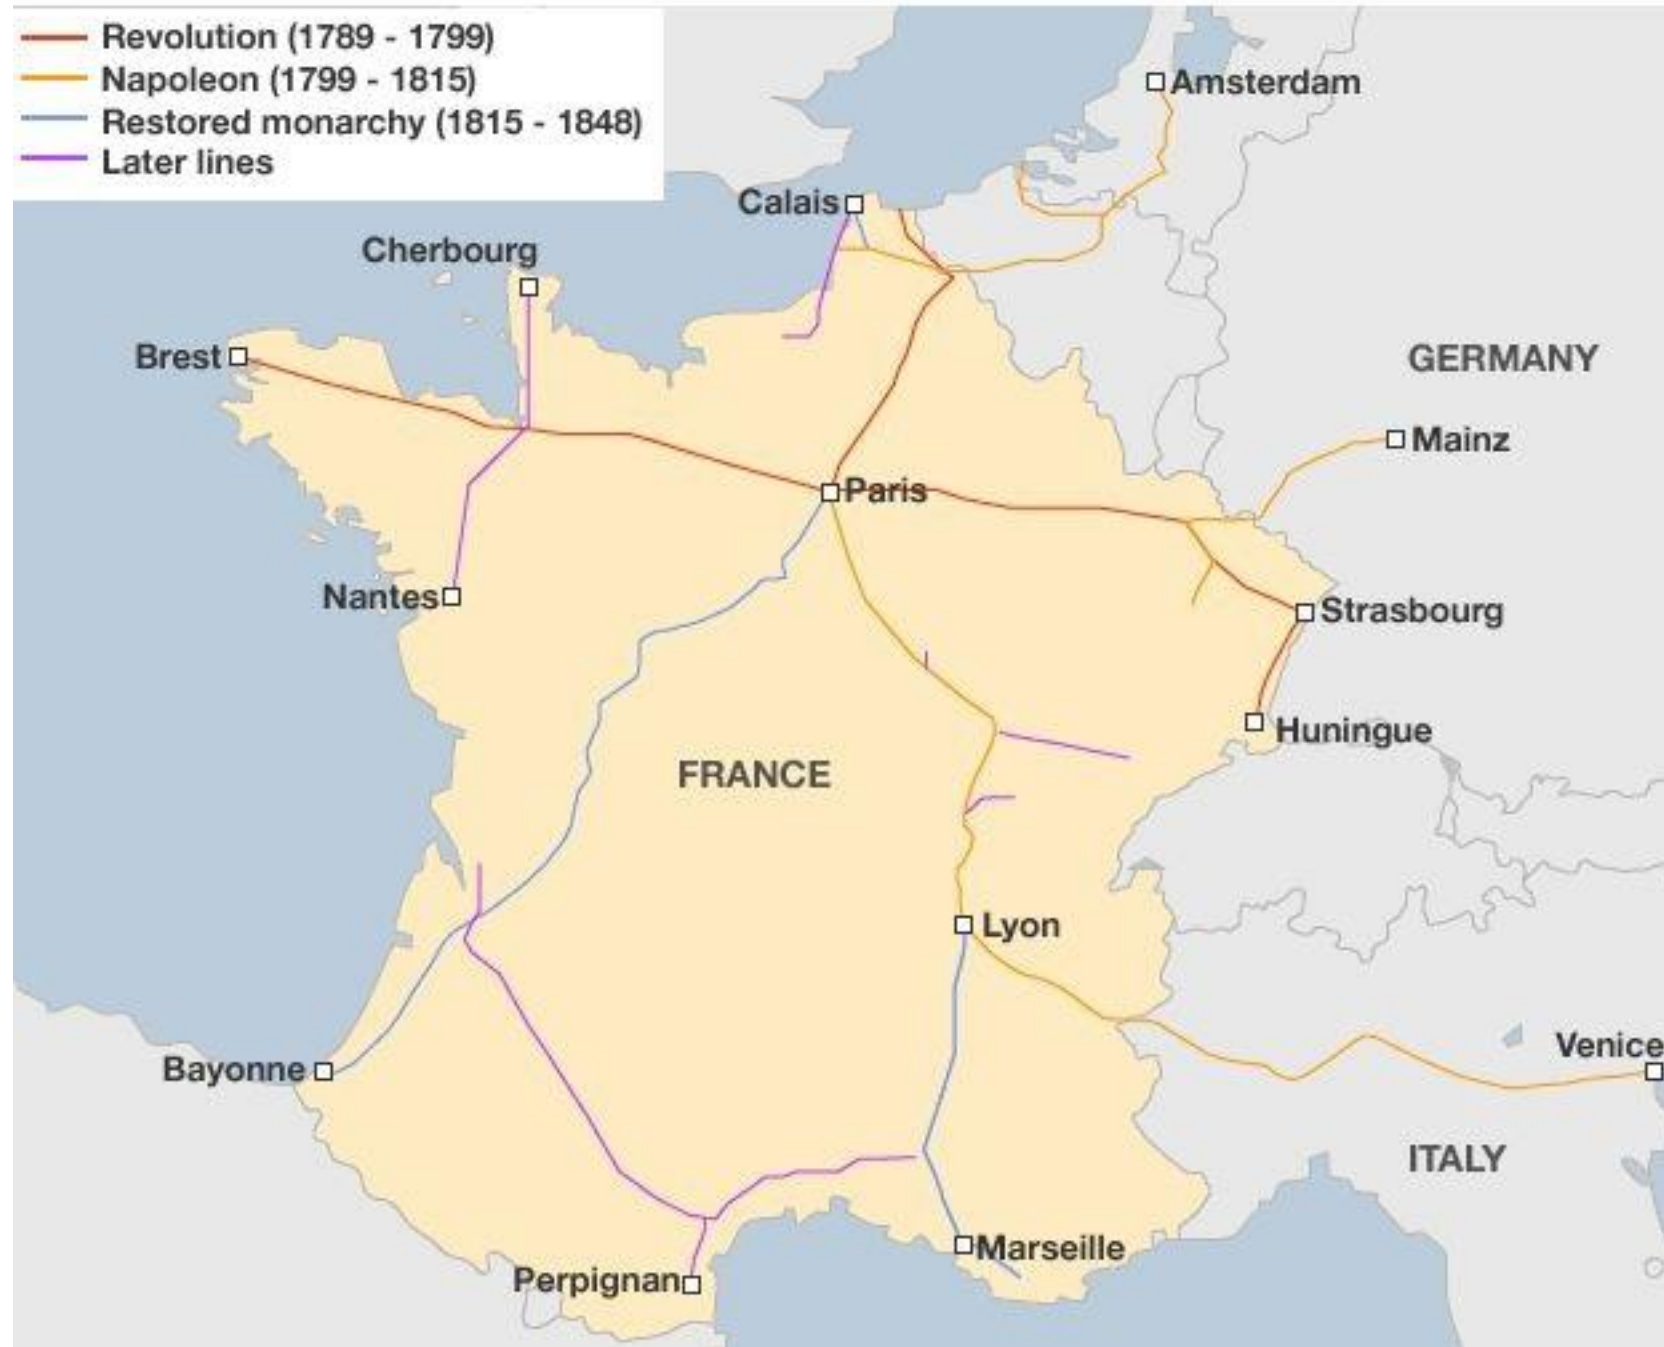 Revolution (1789 - 1799)
Napoleon (1799 - 1815)
Restored monarchy (1815 - 1848)
Later lines
Amsterdam
Calais
Cherbourg
Brest
GERMANY
Mainz
Paris
Nantes
Strasbourg
Huningue
FRANCE
Lyon
Venice
Bayonne
ITALY
Marseille
Perpignan